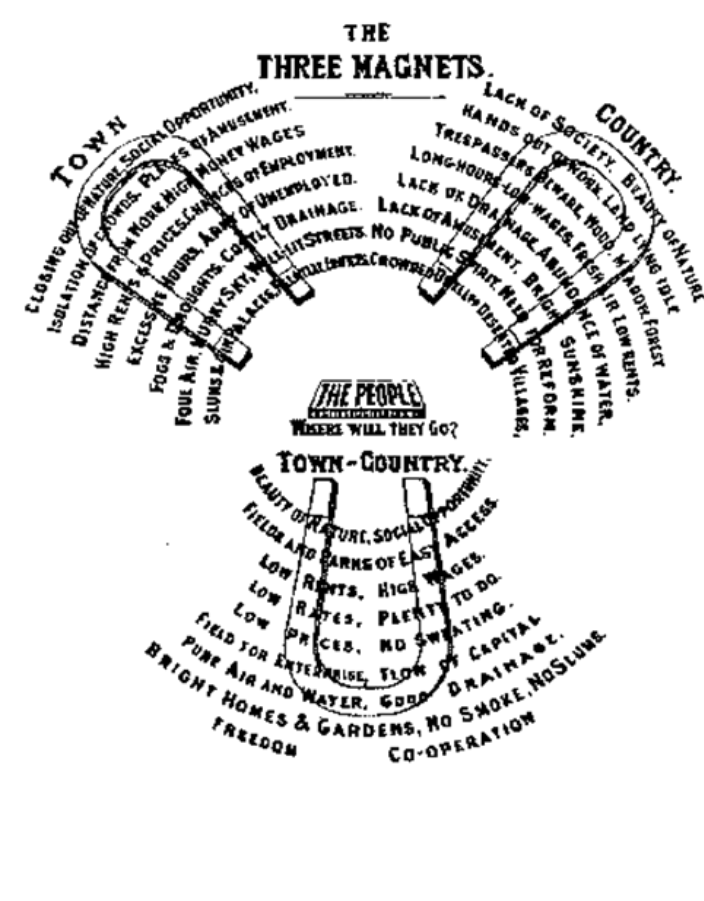 THE
THREE MAGNETS.
TOWN
CLOSING OUT OF NATURE. SOCIAL OPPORTUNITY.
ISOLATION OF CROWDS. PLACES OF AMUSEMENT.
DISTANCE FROM WORK. HIGH MONEY WAGES
HIGH RENTS & PRICES. CHANCES OF EMPLOYMENT.
EXCESSIVE HOURS. ARMY OF UNEMPLOYED.
FOGS & DROUGHTS. COSTLY DRAINAGE.
FOUL AIR. MURKY SKY. WELL-LIT STREETS.
SLUMS & GIN PALACES.
COUNTRY.
LACK OF SOCIETY. BEAUTY OF NATURE
HANDS OUT OF WORK. LAND LYING IDLE
TRESPASSERS BEWARE. WOOD, MEADOW, FOREST
LONG HOURS LOW WAGES. FRESH AIR LOW RENTS.
LACK OF DRAINAGE. ABUNDANCE OF WATER.
LACK OF AMUSEMENT. BRIGHT SUNSHINE.
NO PUBLIC SPIRIT. NEED FOR REFORM.
CROWDED DESERTED VILLAGES,
THE PEOPLE
WHERE WILL THEY GO?
TOWN-COUNTRY.
BEAUTY OF NATURE, SOCIAL OPPORTUNITY.
FIELDS AND PARKS OF EASY ACCESS.
LOW RENTS, HIGH WAGES.
LOW RATES, PLENTY TO DO.
LOW PRICES, NO SWEATING.
FIELD FOR ENTERPRISE, FLOW OF CAPITAL
PURE AIR AND WATER, GOOD DRAINAGE.
BRIGHT HOMES & GARDENS, NO SMOKE, NO SLUMS.
FREEDOM
CO-OPERATION